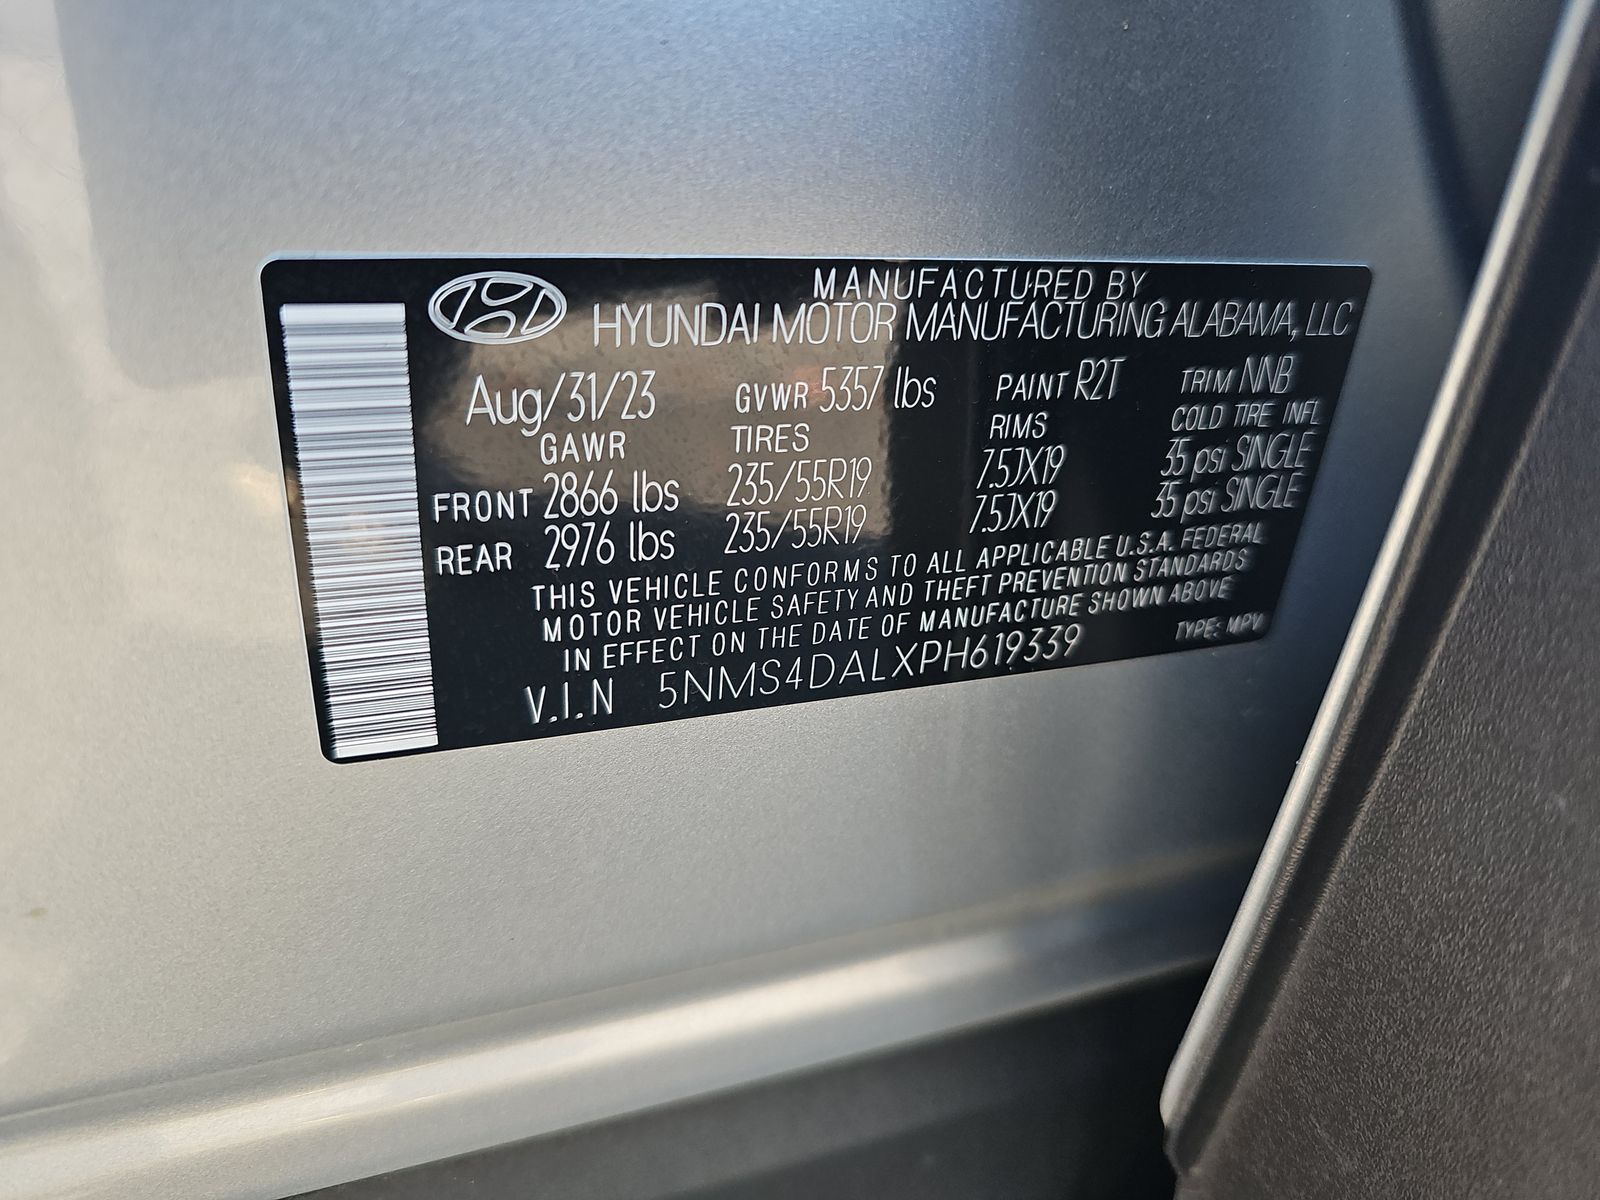 MANUFACTURED BY
HYUNDAI MOTOR MANUFACTURING ALABAMA, LLC
Aug/31/23 GVWR 5357 lbs PAINT R2T TRIM NNB
GAWR TIRES RIMS COLD TIRE INFL
FRONT 2866 lbs 235/55R19 7.5JX19 35 psi SINGLE
REAR 2976 lbs 235/55R19 7.5JX19 35 psi SINGLE
THIS VEHICLE CONFORMS TO ALL APPLICABLE U.S.A. FEDERAL
MOTOR VEHICLE SAFETY AND THEFT PREVENTION STANDARDS
IN EFFECT ON THE DATE OF MANUFACTURE SHOWN ABOVE
V.I.N 5NMS4DALXPH619339 TYPE: MPV